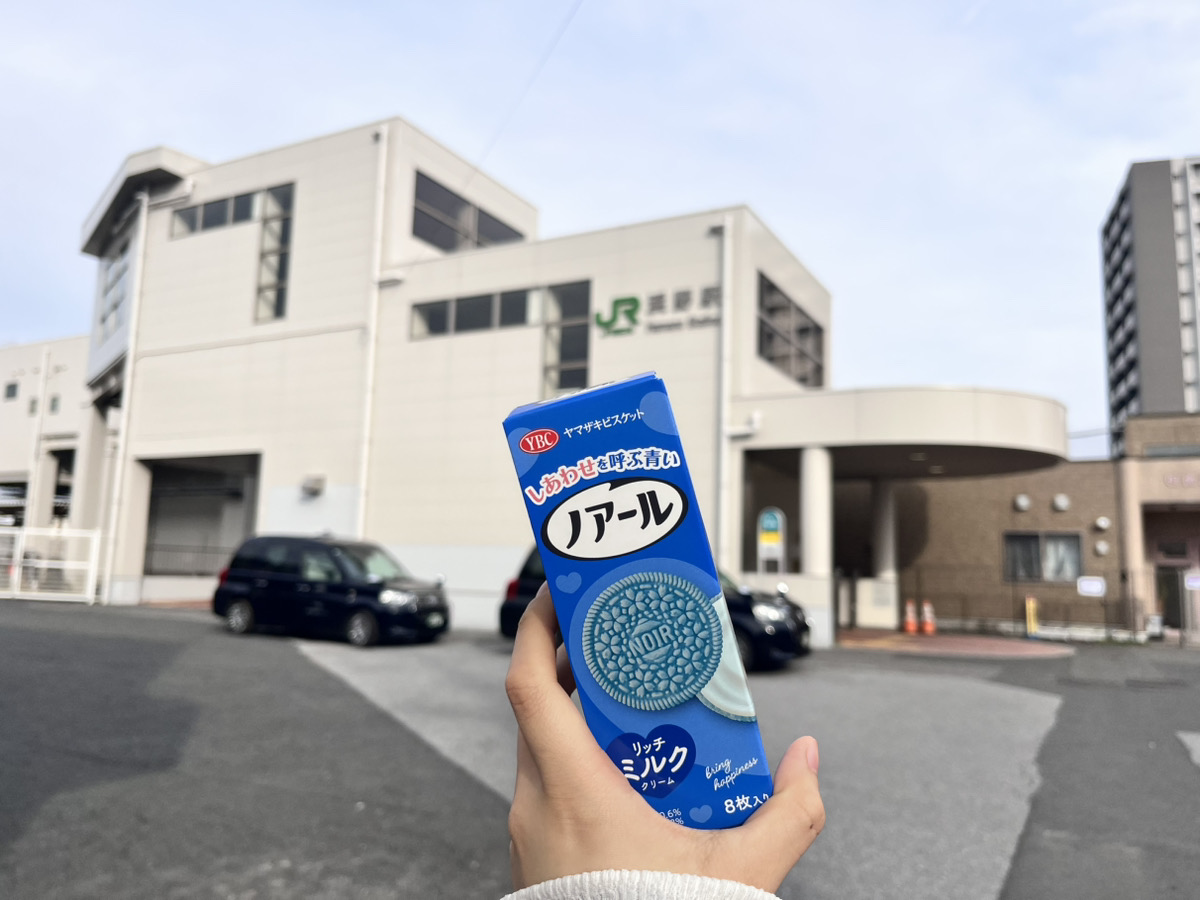 JR
YBC
ヤマザキビスケット
しあわせを呼ぶ青い
ノアール
NOIR
リッチ
ミルク
クリーム
bring
happiness
8枚入り